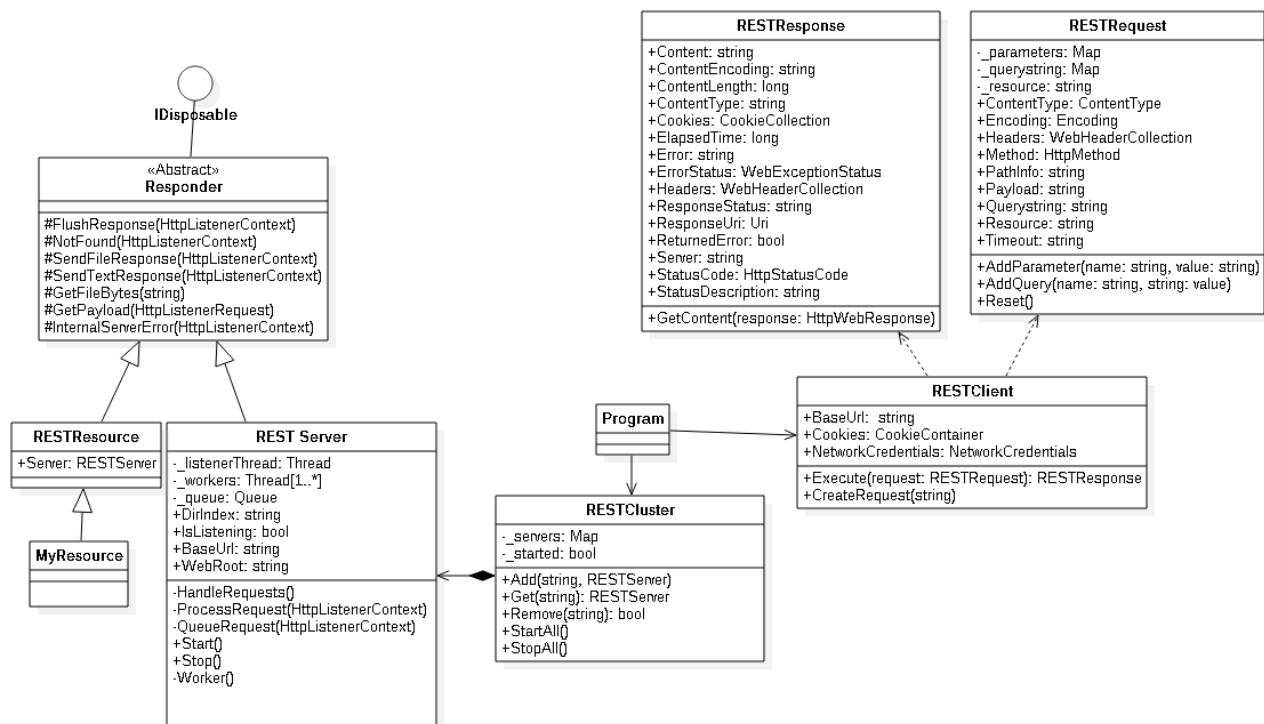 IDisposable
«Abstract»
Responder
#FlushResponse(HttpListenerContext)
#NotFound(HttpListenerContext)
#SendFileResponse(HttpListenerContext)
#SendTextResponse(HttpListenerContext)
#GetFileBytes(string)
#GetPayload(HttpListenerRequest)
#InternalServerError(HttpListenerContext)
RESTResource
+Server: RESTServer
MyResource
REST Server
-_listenerThread: Thread
-_workers: Thread[1..*]
-_queue: Queue
+DirIndex: string
+IsListening: bool
+BaseUrl: string
+WebRoot: string
-HandleRequests()
-ProcessRequest(HttpListenerContext)
-QueueRequest(HttpListenerContext)
+Start()
+Stop()
-Worker()
RESTResponse
+Content: string
+ContentEncoding: string
+ContentLength: long
+ContentType: string
+Cookies: CookieCollection
+ElapsedTime: long
+Error: string
+ErrorStatus: WebExceptionStatus
+Headers: WebHeaderCollection
+ResponseStatus: string
+ResponseUri: Uri
+ReturnedError: bool
+Server: string
+StatusCode: HttpStatusCode
+StatusDescription: string
+GetContent(response: HttpWebResponse)
RESTRequest
-_parameters: Map
-_querystring: Map
-_resource: string
+ContentType: ContentType
+Encoding: Encoding
+Headers: WebHeaderCollection
+Method: HttpMethod
+PathInfo: string
+Payload: string
+Querystring: string
+Resource: string
+Timeout: string
+AddParameter(name: string, value: string)
+AddQuery(name: string, string: value)
+Reset()
Program
RESTClient
+BaseUrl: string
+Cookies: CookieContainer
+NetworkCredentials: NetworkCredentials
+Execute(request: RESTRequest): RESTResponse
+CreateRequest(string)
RESTCluster
-_servers: Map
-_started: bool
+Add(string, RESTServer)
+Get(string): RESTServer
+Remove(string): bool
+StartAll()
+StopAll()